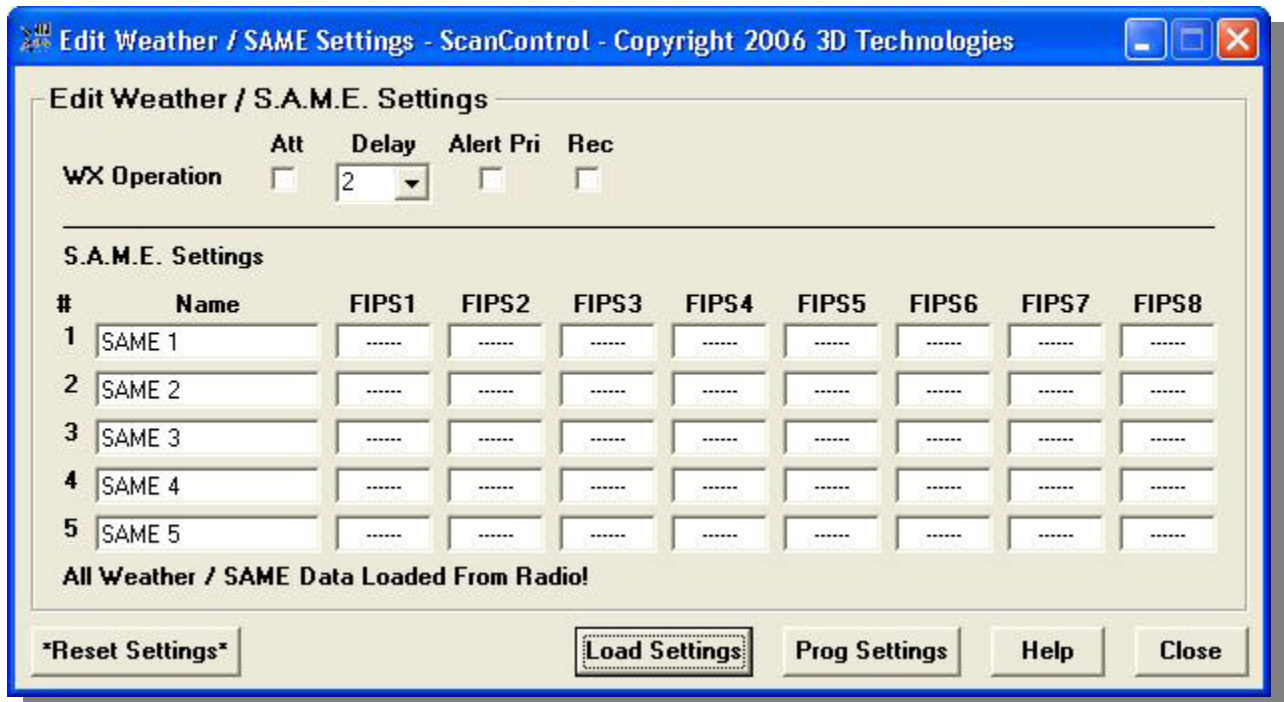 Edit Weather / SAME Settings - ScanControl - Copyright 2006 3D Technologies
Edit Weather / S.A.M.E. Settings
Att Delay Alert Pri Rec
WX Operation 2
S.A.M.E. Settings
# Name FIPS1 FIPS2 FIPS3 FIPS4 FIPS5 FIPS6 FIPS7 FIPS8
1 SAME 1 ------ ------ ------ ------ ------ ------ ------ ------
2 SAME 2 ------ ------ ------ ------ ------ ------ ------ ------
3 SAME 3 ------ ------ ------ ------ ------ ------ ------ ------
4 SAME 4 ------ ------ ------ ------ ------ ------ ------ ------
5 SAME 5 ------ ------ ------ ------ ------ ------ ------ ------
All Weather / SAME Data Loaded From Radio!
*Reset Settings* Load Settings Prog Settings Help Close